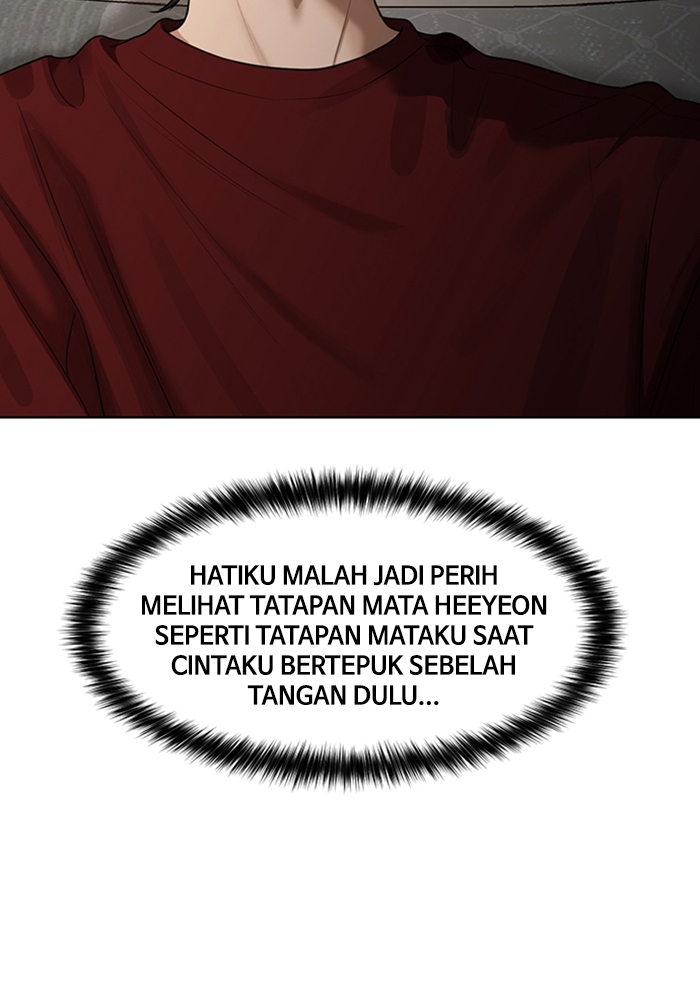 HATIKU MALAH JADI PERIH
MELIHAT TATAPAN MATA HEEYEON
SEPERTI TATAPAN MATAKU SAAT
CINTAKU BERTEPUK SEBELAH
TANGAN DULU...